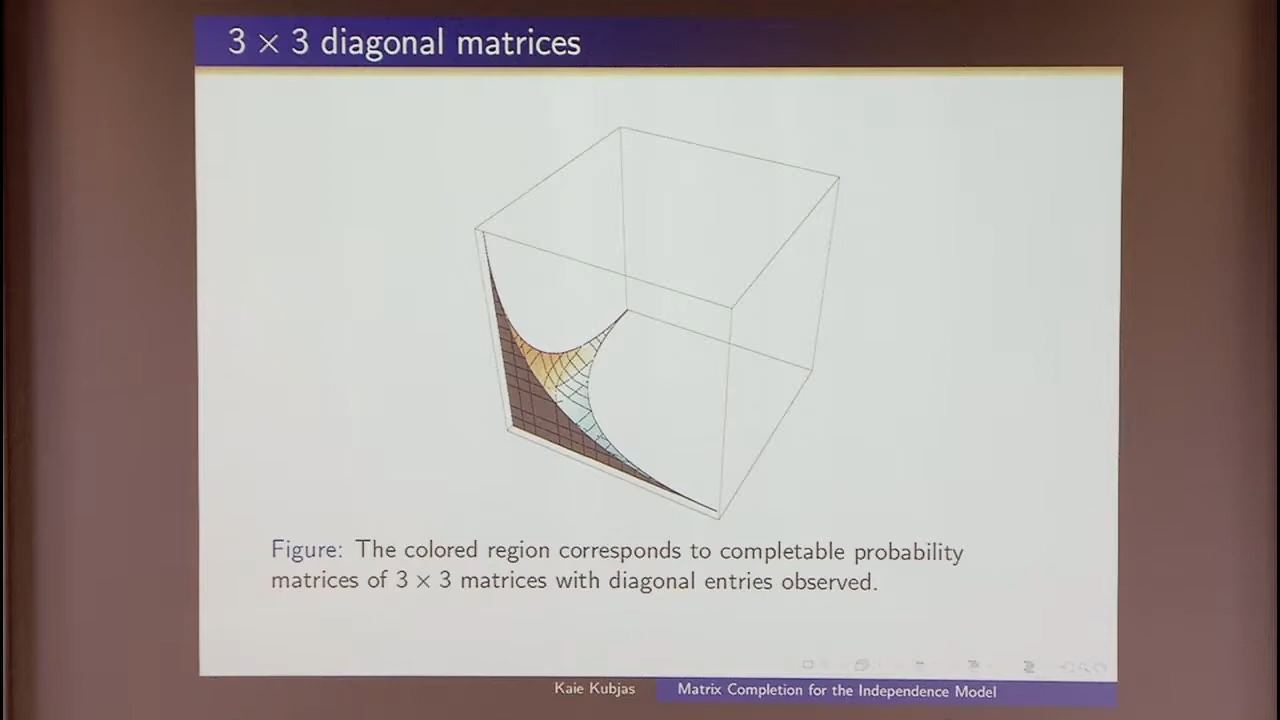 3 × 3 diagonal matrices
Figure: The colored region corresponds to completable probability
matrices of 3 × 3 matrices with diagonal entries observed.
Kaie Kubjas
Matrix Completion for the Independence Model